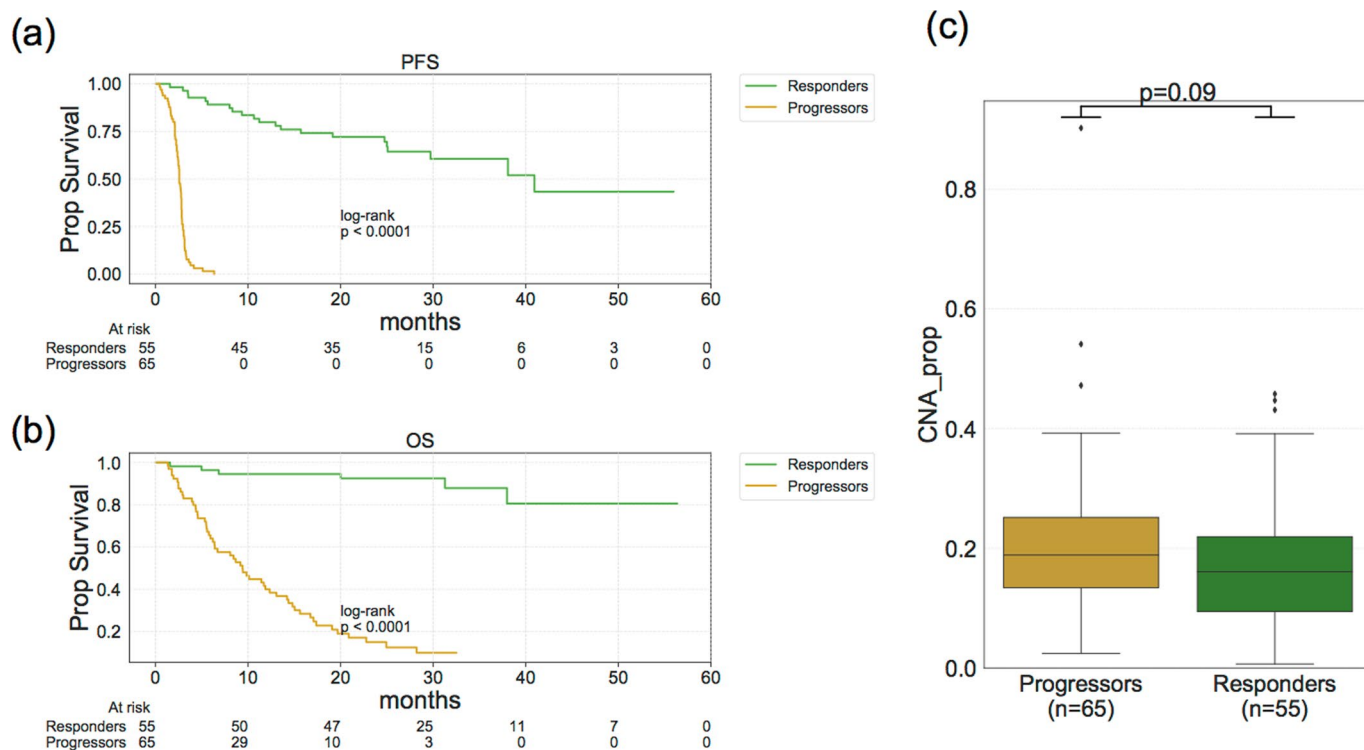 (a)
PFS
Responders
Progressors
1.00
0.75
0.50
0.25
0.00
Prop Survival
log-rank
p < 0.0001
0 10 20 30 40 50 60
months
At risk
Responders 55 45 35 15 6 3 0
Progressors 65 0 0 0 0 0 0
(b)
OS
Responders
Progressors
1.0
0.8
0.6
0.4
0.2
Prop Survival
log-rank
p < 0.0001
0 10 20 30 40 50 60
months
At risk
Responders 55 50 47 25 11 7 0
Progressors 65 29 10 3 0 0 0
(c)
p=0.09
0.8
0.6
0.4
0.2
0.0
CNA_prop
Progressors Responders
(n=65) (n=55)